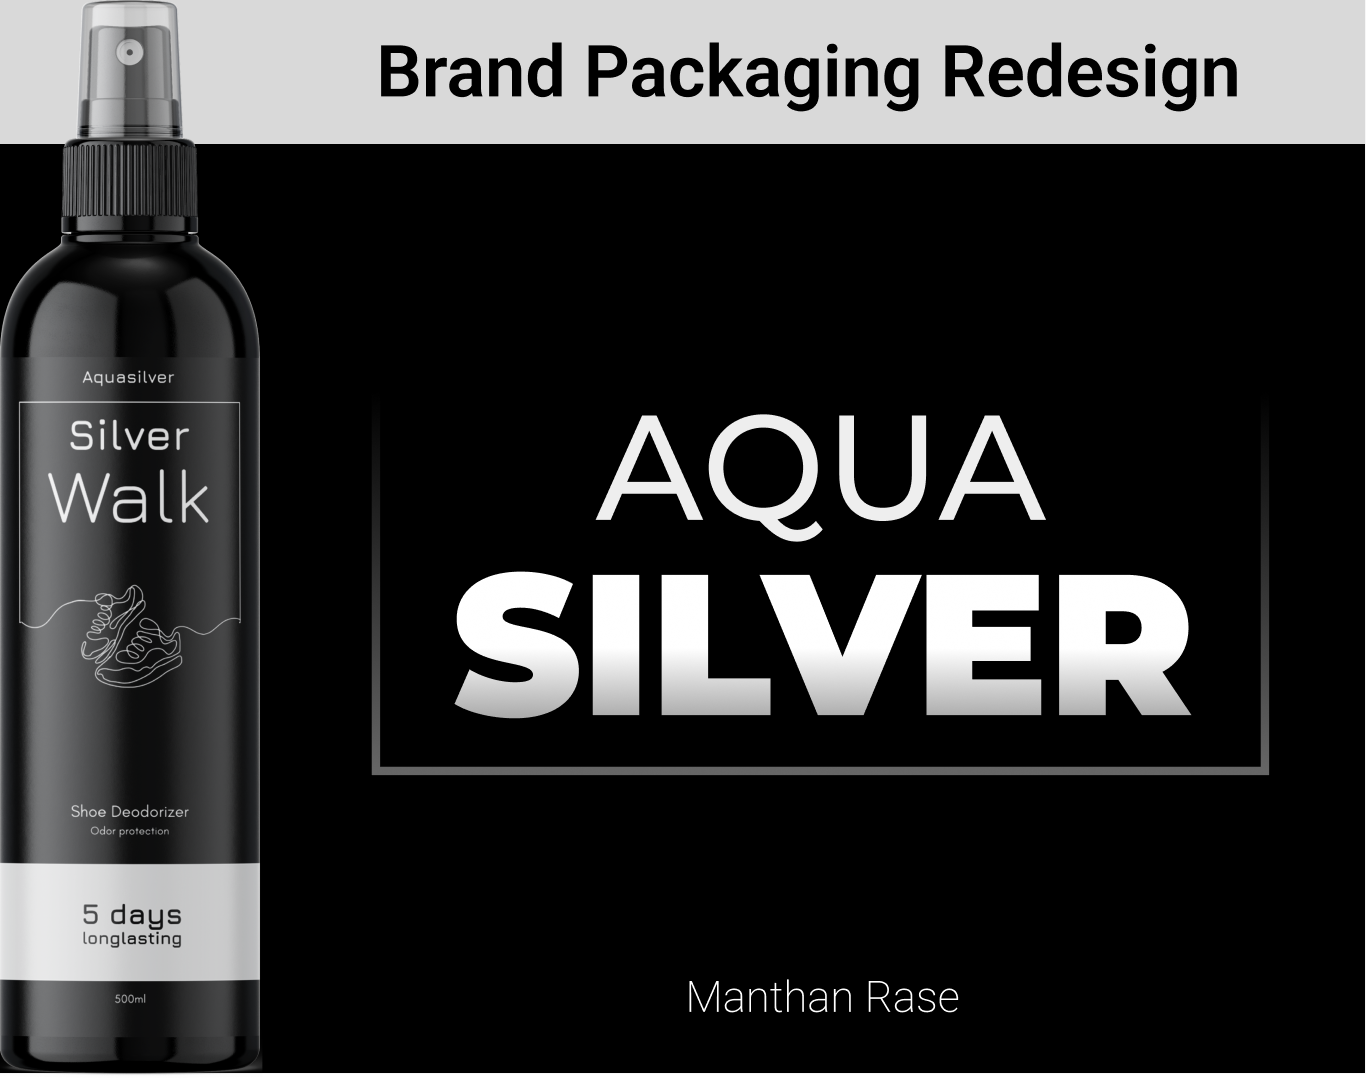 Brand Packaging Redesign
Aquasilver
Silver
Walk
Shoe Deodorizer
Odor protection
5 days
longlasting
500ml
AQUA
SILVER
Manthan Rase